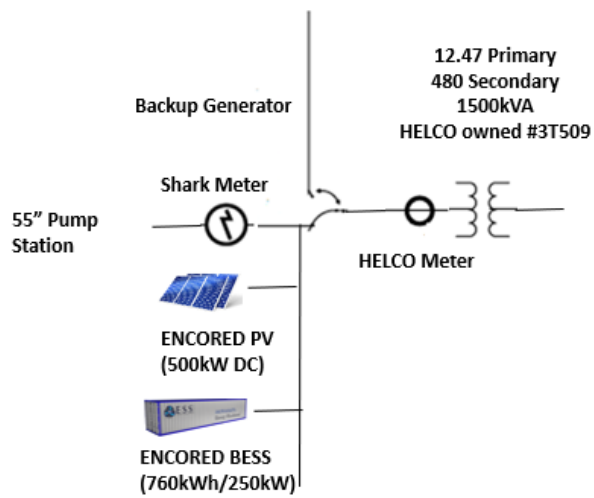 12.47 Primary
480 Secondary
1500kVA
HELCO owned #3T509
Backup Generator
Shark Meter
55” Pump
Station
HELCO Meter
ENCORED PV
(500kW DC)
ESS
ENCORED BESS
(760kWh/250kW)